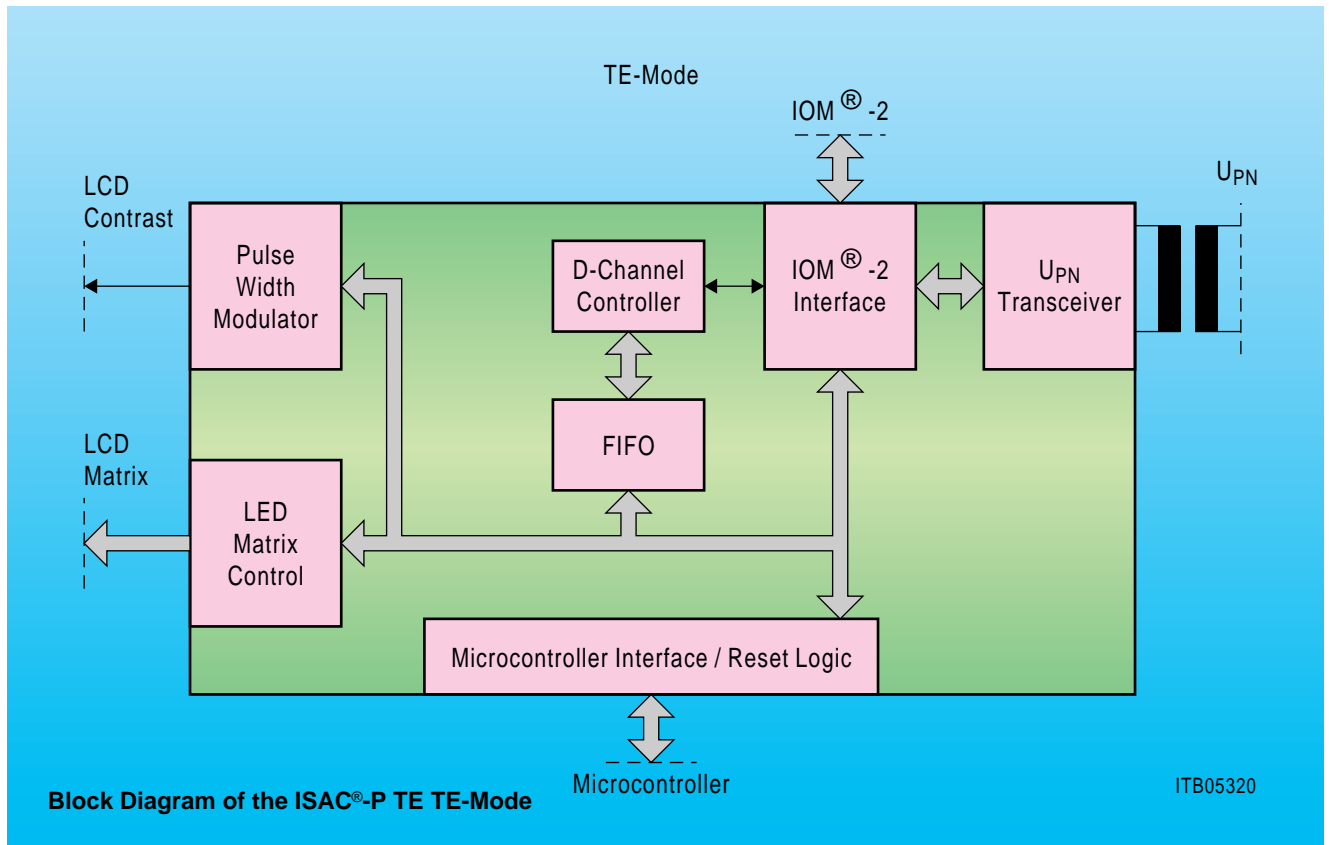 TE-Mode
IOM® -2
LCD
Contrast
UPN
Pulse
Width
Modulator
D-Channel
Controller
IOM® -2
Interface
UPN
Transceiver
FIFO
LCD
Matrix
LED
Matrix
Control
Microcontroller Interface / Reset Logic
Microcontroller
Block Diagram of the ISAC®-P TE TE-Mode
ITB05320